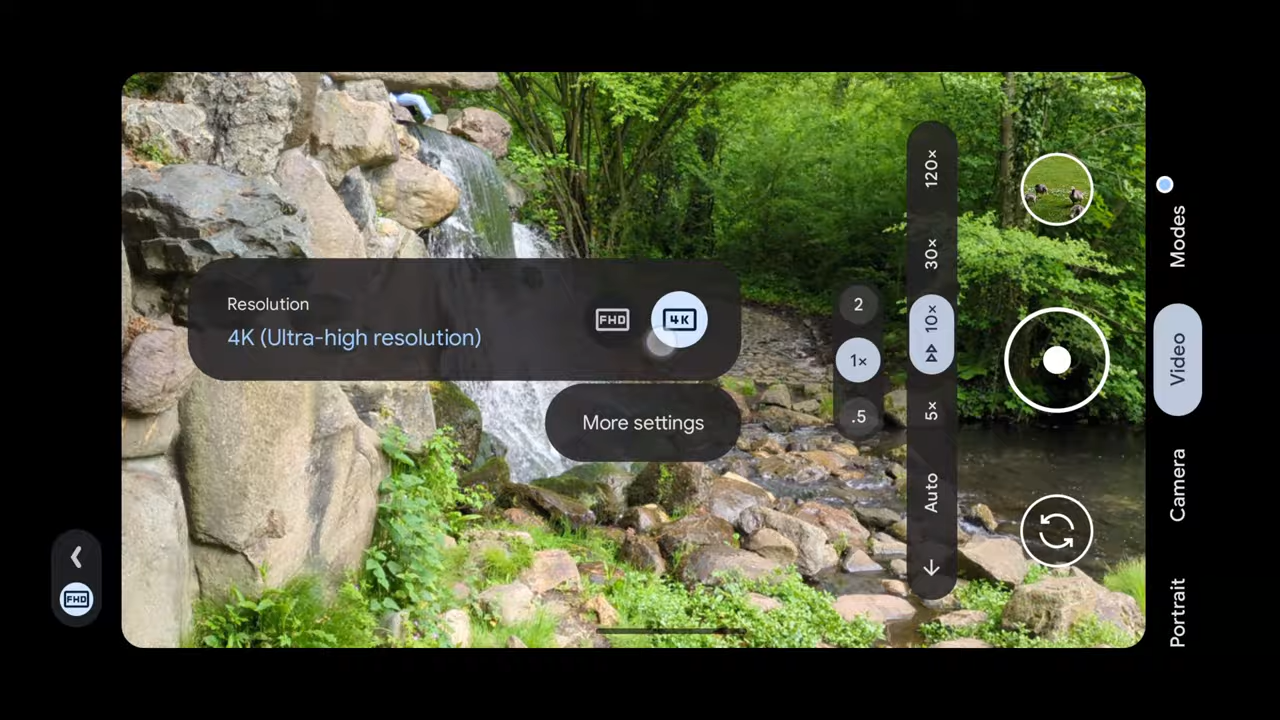 Resolution
4K (Ultra-high resolution)
FHD
4K
More settings
FHD
2
1×
.5
120×
30×
10×
5×
Auto
Modes
Video
Camera
Portrait